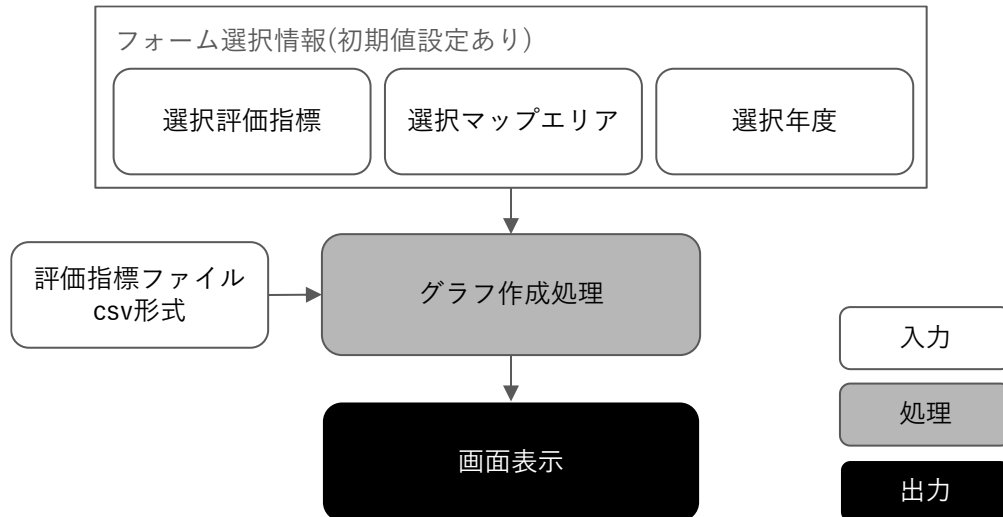 フォーム選択情報(初期値設定あり)
選択評価指標
選択マップエリア
選択年度
評価指標ファイル
csv形式
グラフ作成処理
画面表示
入力
処理
出力